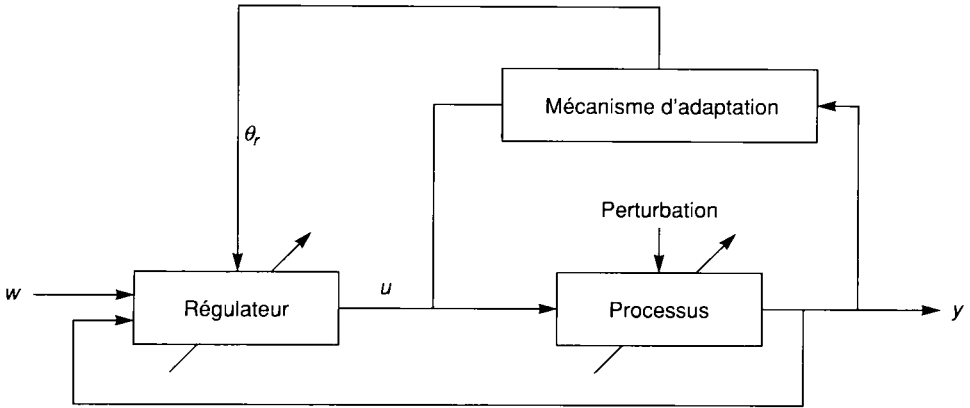 Mécanisme d'adaptation
θr
Perturbation
w
Régulateur
u
Processus
y